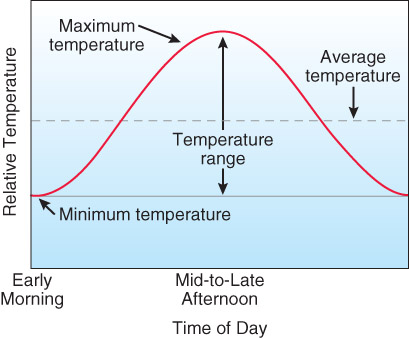 Maximum
temperature
Average
temperature
Temperature
range
Minimum temperature
Relative Temperature
Early
Morning
Mid-to-Late
Afternoon
Time of Day